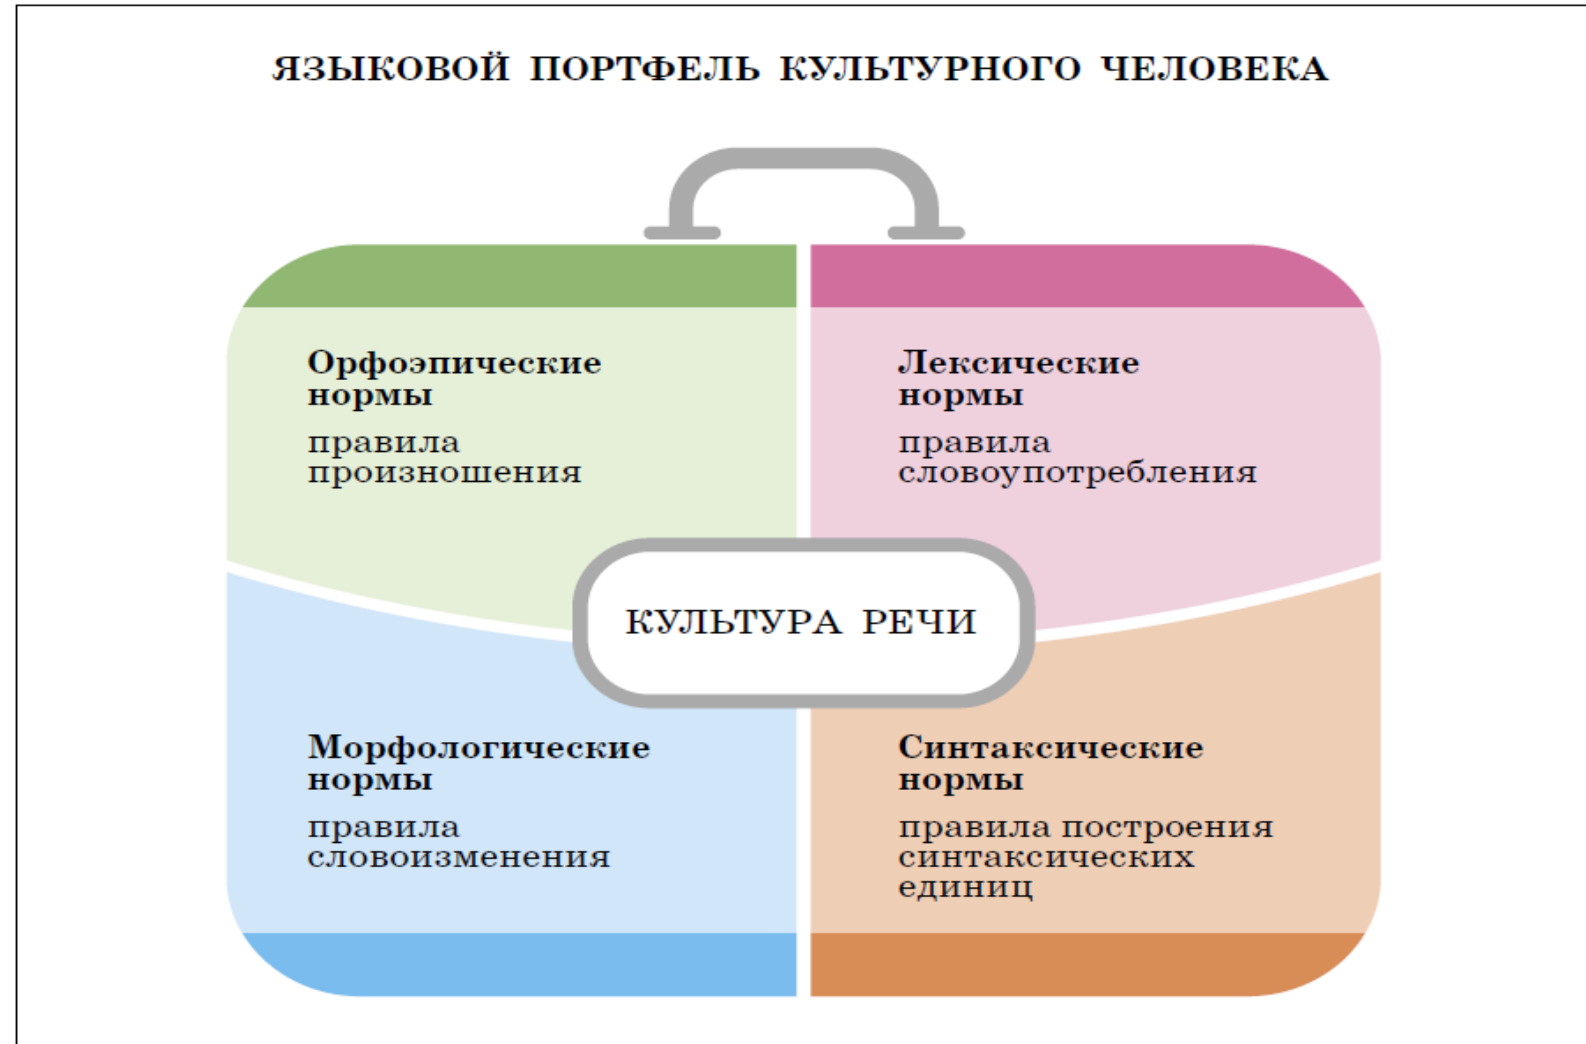 ЯЗЫКОВОЙ ПОРТФЕЛЬ КУЛЬТУРНОГО ЧЕЛОВЕКА
Орфоэпические
нормы
правила
произношения
Лексические
нормы
правила
словоупотребления
КУЛЬТУРА РЕЧИ
Морфологические
нормы
правила
словоизменения
Синтаксические
нормы
правила построения
синтаксических
единиц